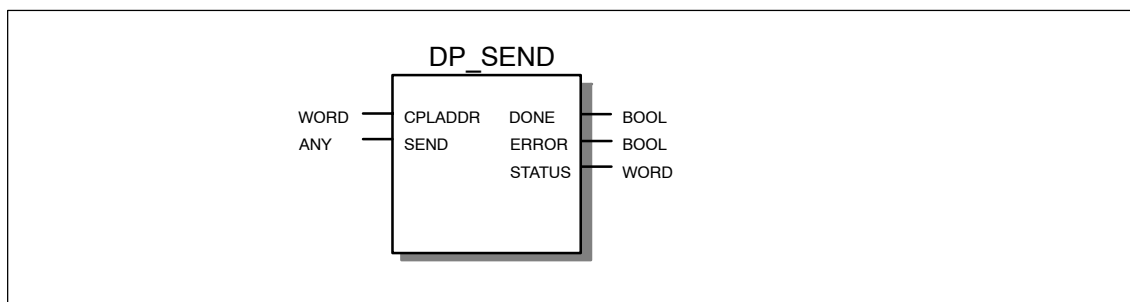 DP_SEND
WORD CPLADDR DONE BOOL
ANY SEND ERROR BOOL
STATUS WORD